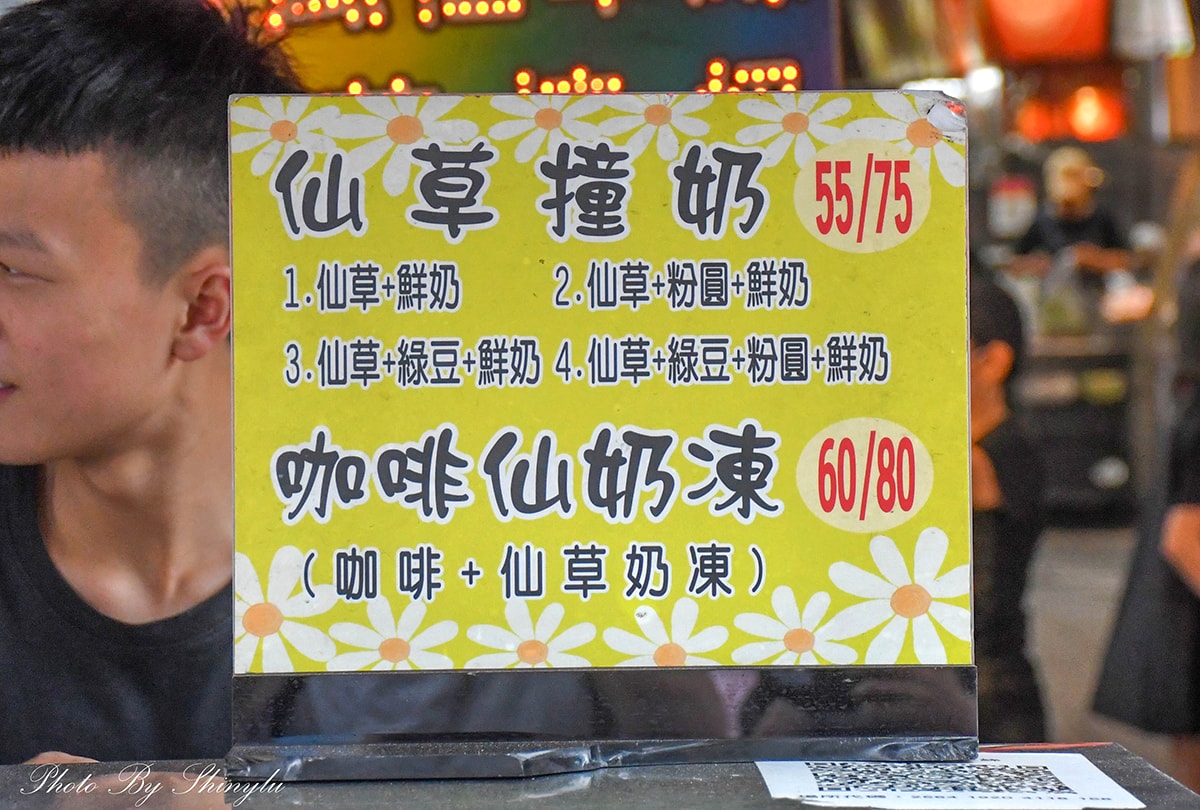 仙草撞奶 55/75
1.仙草+鮮奶 2.仙草+粉圓+鮮奶
3.仙草+綠豆+鮮奶 4.仙草+綠豆+粉圓+鮮奶
咖啡仙奶凍 60/80
(咖啡+仙草奶凍)
Photo By Shinylu